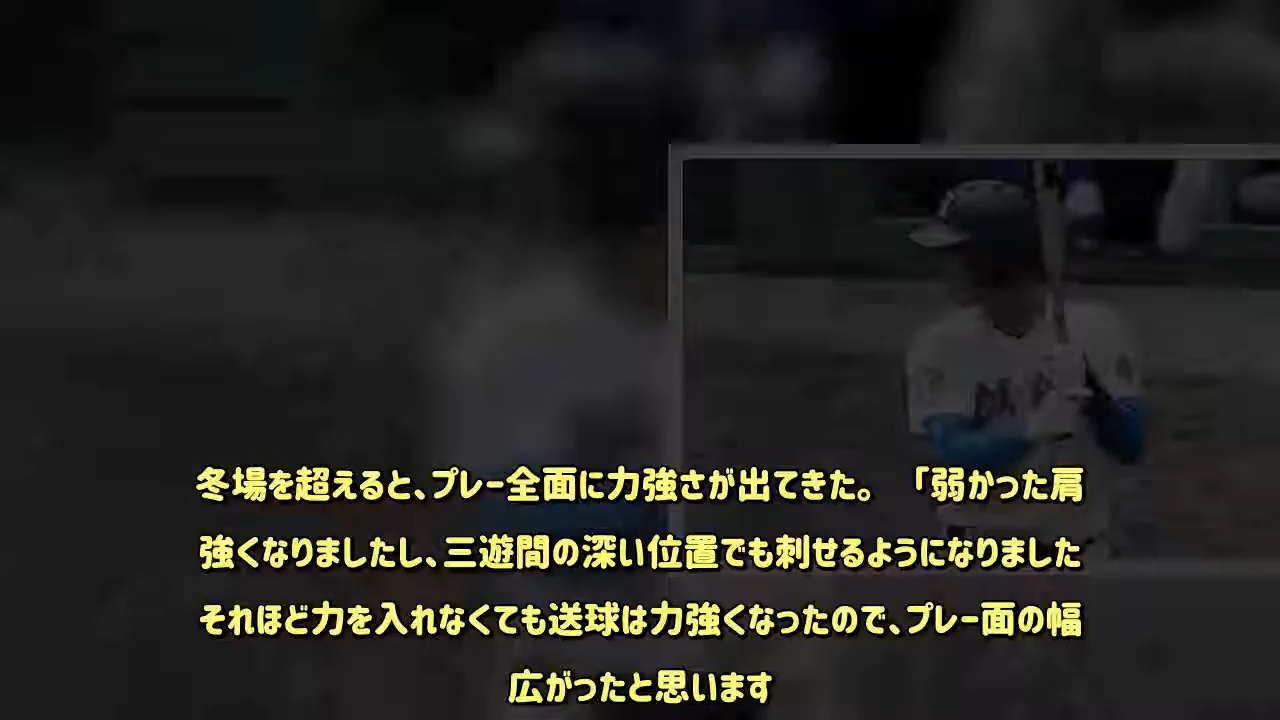 冬場を超えると、プレー全面に力強さが出てきた。 「弱かった肩
強くなりましたし、三遊間の深い位置でも刺せるようになりました
それほど力を入れなくても送球は力強くなったので、プレー面の幅
広がったと思います